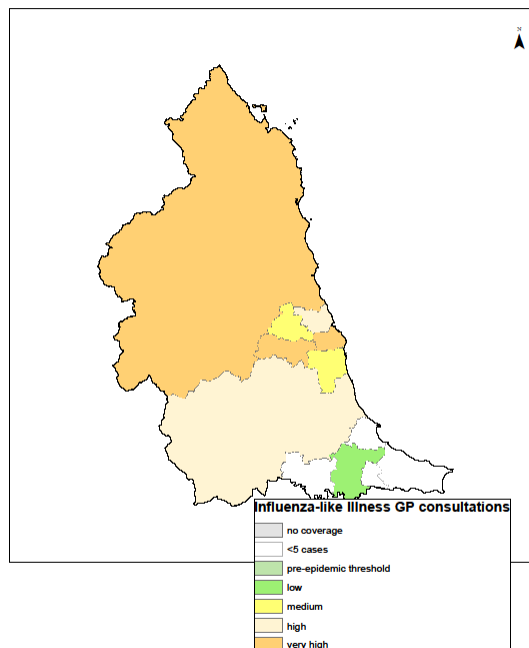 N
Influenza-like Illness GP consultations
no coverage
<5 cases
pre-epidemic threshold
low
medium
high
very high